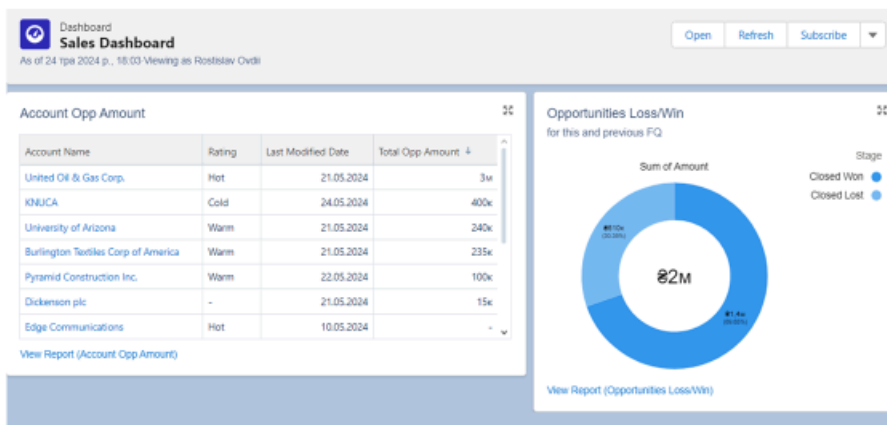 Dashboard
Sales Dashboard
As of 24 тра 2024 р., 18:03 Viewing as Rostislav Ovdii
Open
Refresh
Subscribe
Account Opp Amount
Account Name Rating Last Modified Date Total Opp Amount ↓
United Oil & Gas Corp. Hot 21.05.2024 3м
KNUCA Cold 24.05.2024 400к
University of Arizona Warm 21.05.2024 240к
Burlington Textiles Corp of America Warm 21.05.2024 235к
Pyramid Construction Inc. Warm 22.05.2024 100к
Dickenson plc - 21.05.2024 15к
Edge Communications Hot 10.05.2024 -
View Report (Account Opp Amount)
Opportunities Loss/Win
for this and previous FQ
Sum of Amount
Stage
Closed Won
Closed Lost
₴610к
₴2м
₴1.4м
View Report (Opportunities Loss/Win)